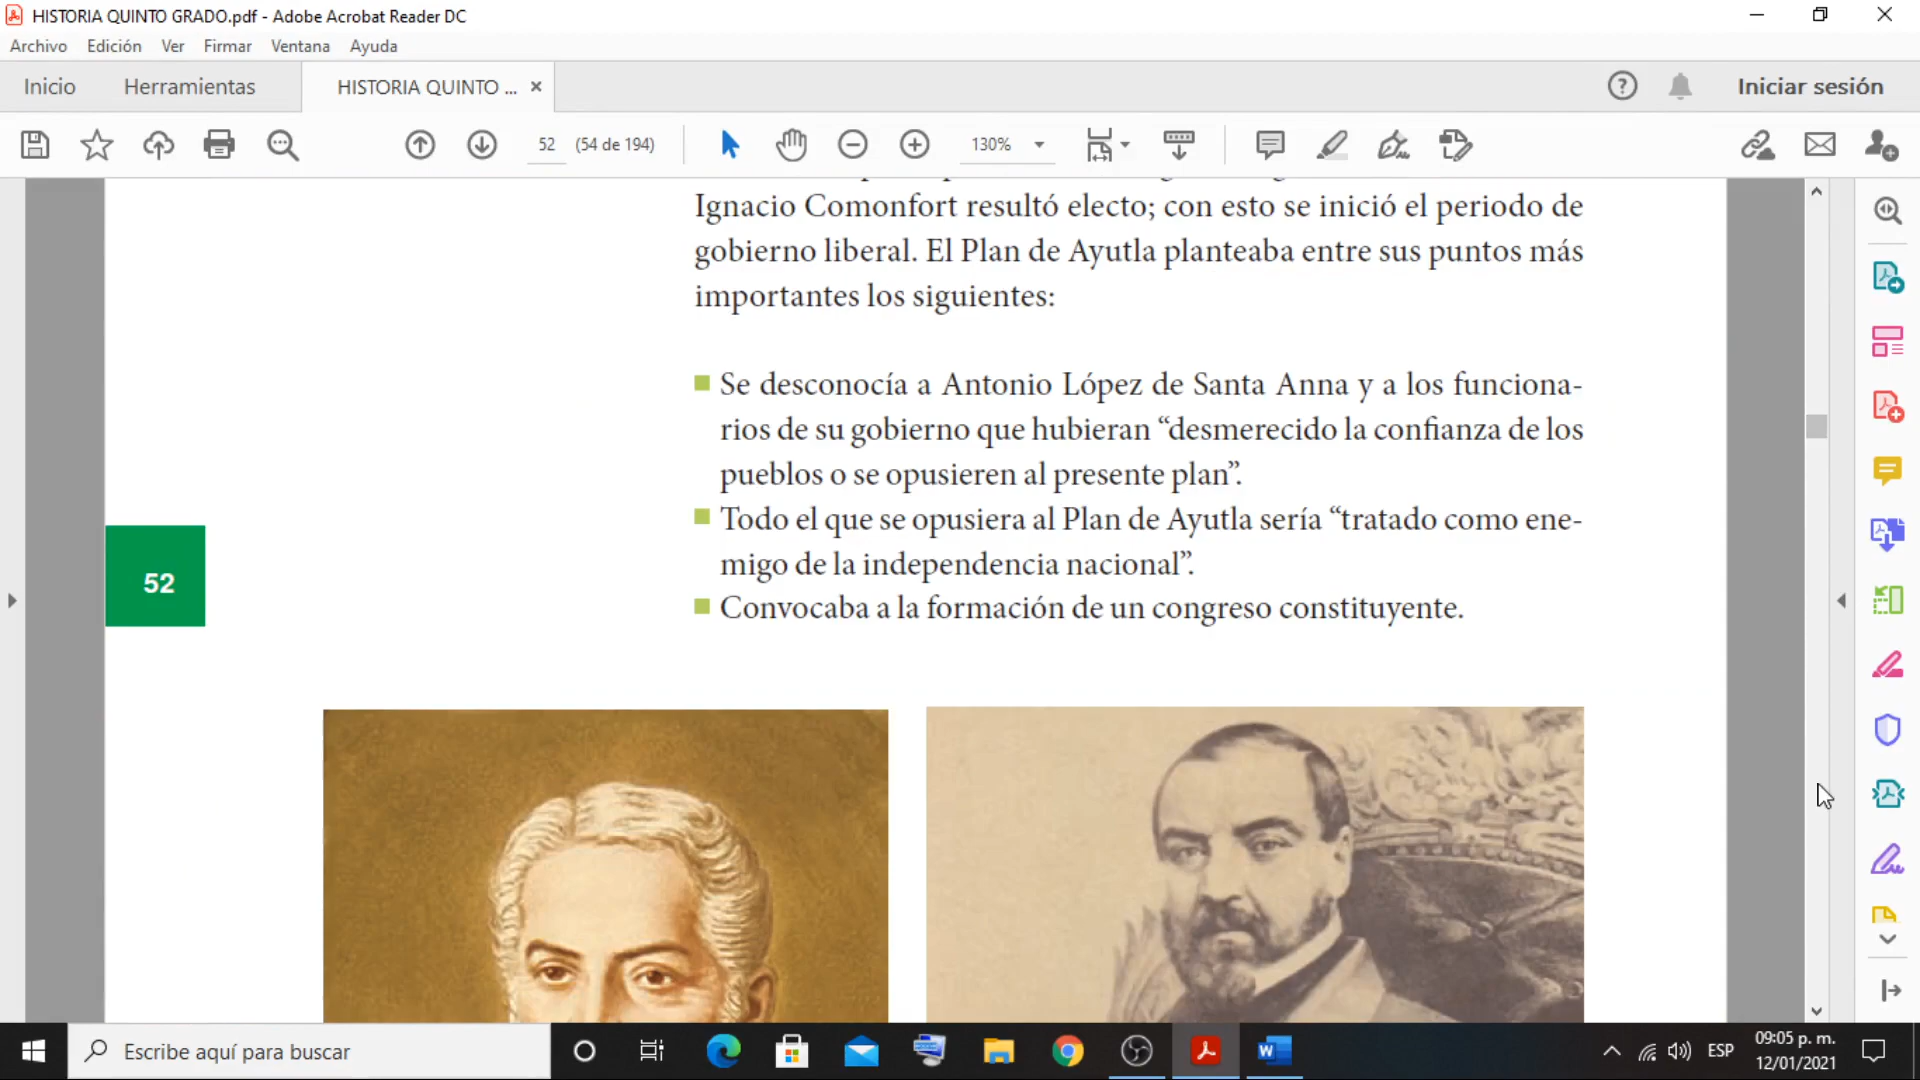 HISTORIA QUINTO GRADO.pdf - Adobe Acrobat Reader DC
Archivo Edición Ver Firmar Ventana Ayuda
Inicio Herramientas HISTORIA QUINTO ... Iniciar sesión
52 (54 de 194) 130%
Ignacio Comonfort resultó electo; con esto se inició el periodo de
gobierno liberal. El Plan de Ayutla planteaba entre sus puntos más
importantes los siguientes:
Se desconocía a Antonio López de Santa Anna y a los funciona-
rios de su gobierno que hubieran “desmerecido la confianza de los
pueblos o se opusieren al presente plan”.
Todo el que se opusiera al Plan de Ayutla sería “tratado como ene-
migo de la independencia nacional”.
Convocaba a la formación de un congreso constituyente.
52
Escribe aquí para buscar
ESP
09:05 p. m.
12/01/2021